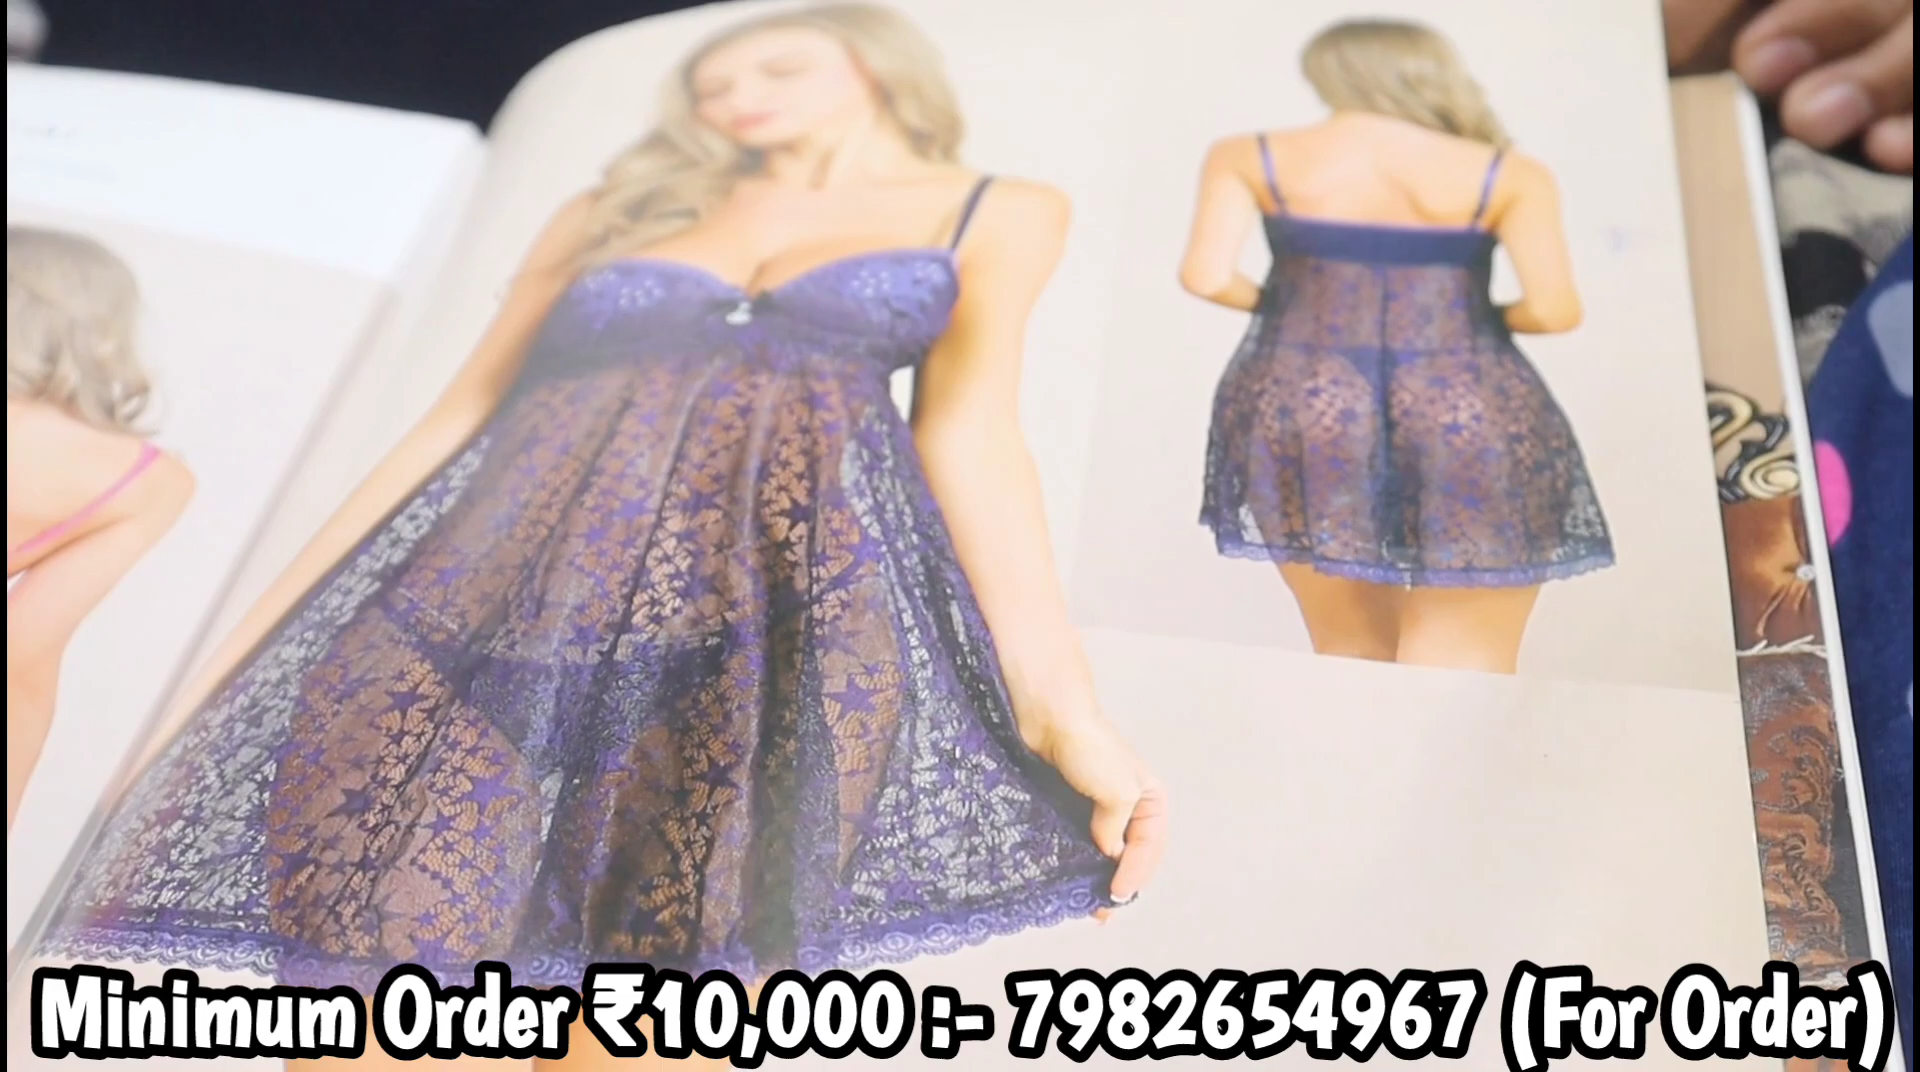 Minimum Order ₹10,000 :- 7982654967 (For Order)